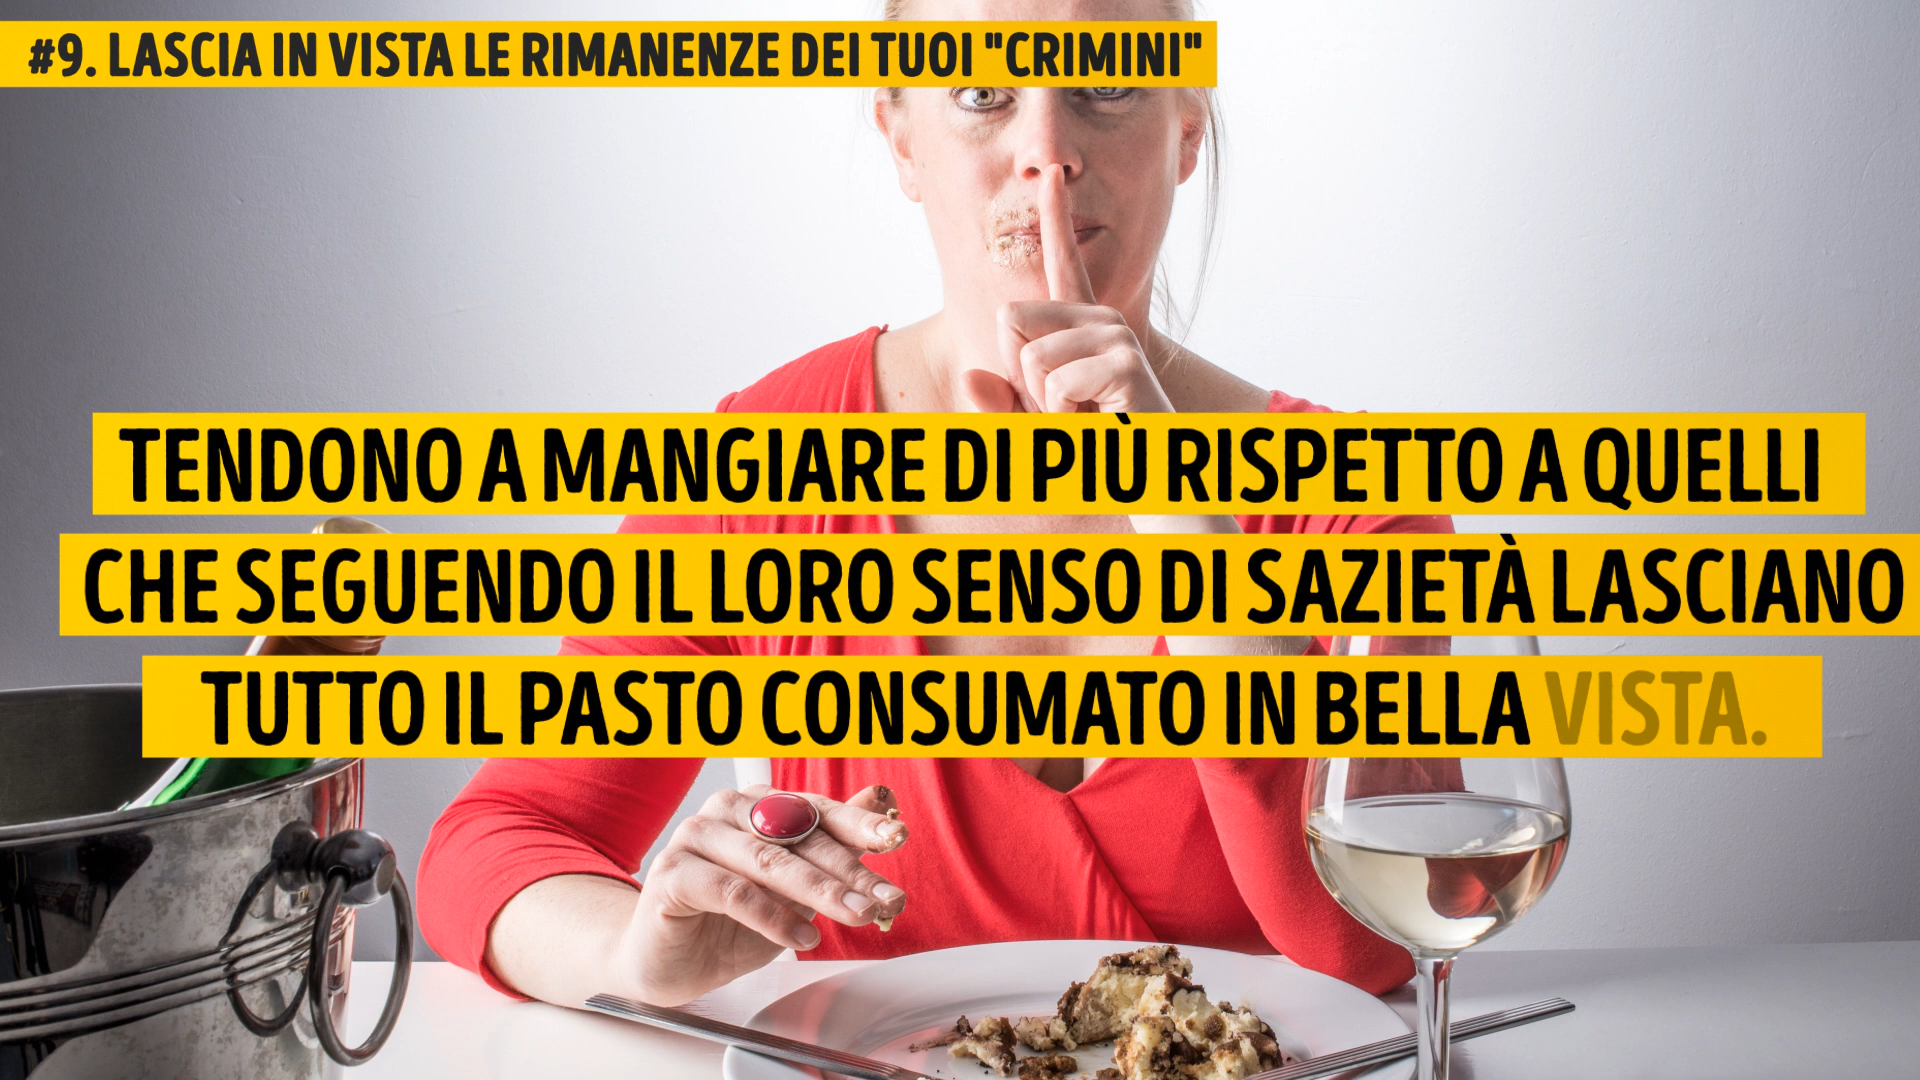 #9. LASCIA IN VISTA LE RIMANENZE DEI TUOI "CRIMINI"
TENDONO A MANGIARE DI PIÙ RISPETTO A QUELLI
CHE SEGUENDO IL LORO SENSO DI SAZIETÀ LASCIANO
TUTTO IL PASTO CONSUMATO IN BELLA VISTA.